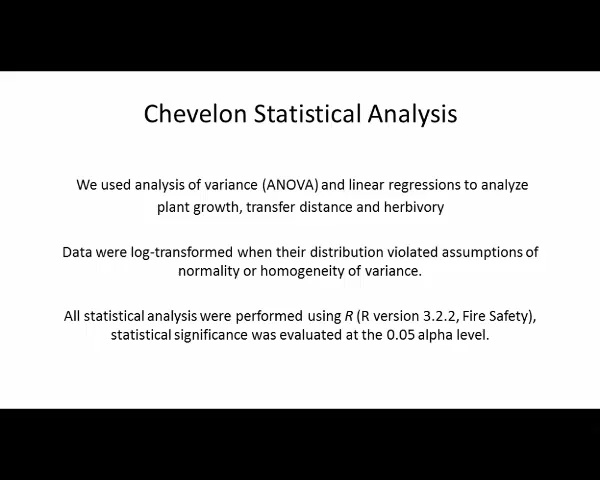 Chevelon Statistical Analysis
We used analysis of variance (ANOVA) and linear regressions to analyze
plant growth, transfer distance and herbivory
Data were log-transformed when their distribution violated assumptions of
normality or homogeneity of variance.
All statistical analysis were performed using R (R version 3.2.2, Fire Safety),
statistical significance was evaluated at the 0.05 alpha level.